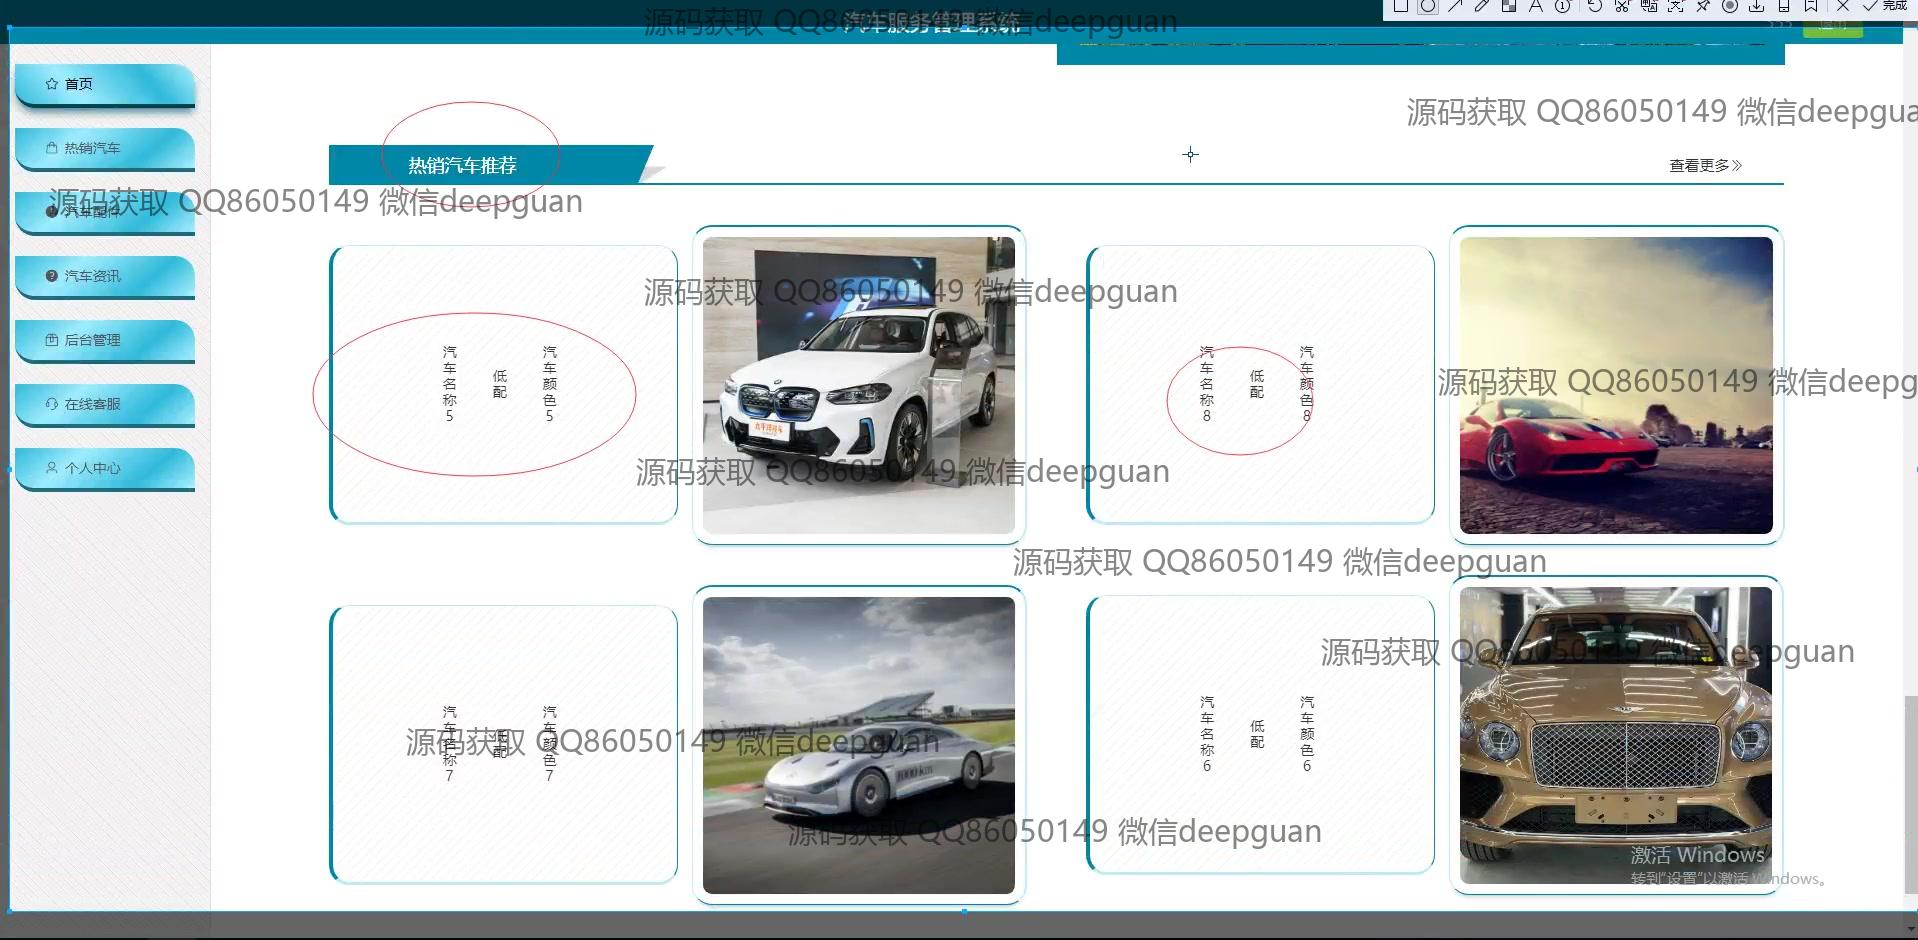 源码获取 QQ86050149 微信deepguan
汽车服务管理系统
完成
首页
源码获取 QQ86050149 微信deepgua
热销汽车
热销汽车推荐
查看更多
源码获取 QQ86050149 微信deepguan
汽车配件
汽车资讯
源码获取 QQ86050149 微信deepguan
后台管理
汽车名称5
低配
汽车颜色5
汽车名称8
低配
汽车颜色8
源码获取 QQ86050149 微信deepg
在线客服
个人中心
源码获取 QQ86050149 微信deepguan
源码获取 QQ86050149 微信deepguan
源码获取 QQ86050149 微信deepguan
汽车名称7
低配
汽车颜色7
源码获取 QQ86050149 微信deepguan
汽车名称6
低配
汽车颜色6
源码获取 QQ86050149 微信deepguan
激活 Windows
转到"设置"以激活 Windows。